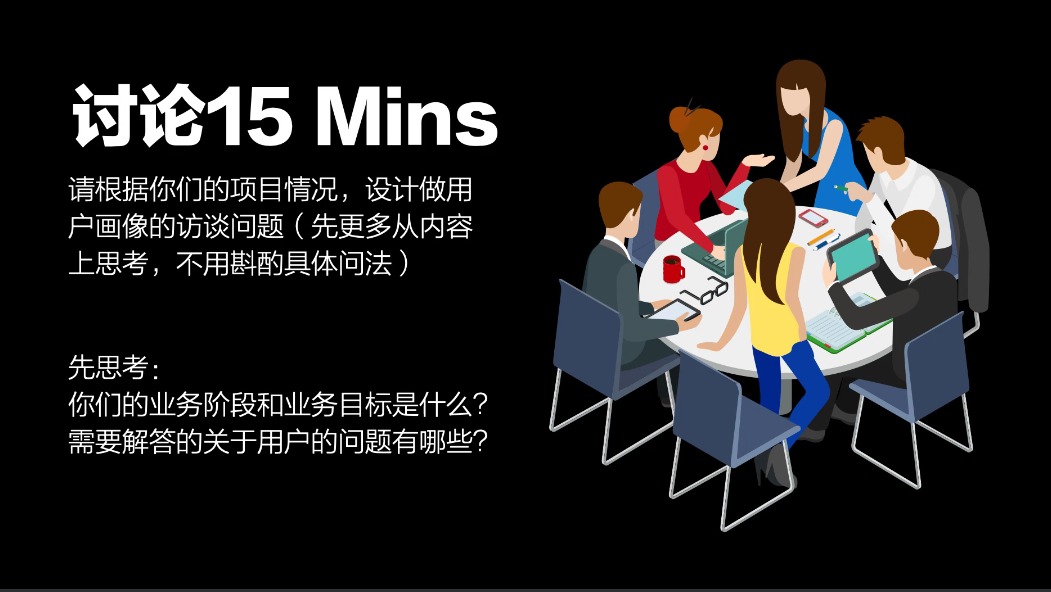 讨论15 Mins
请根据你们的项目情况，设计做用
户画像的访谈问题（先更多从内容
上思考，不用斟酌具体问法）
先思考：
你们的业务阶段和业务目标是什么？
需要解答的关于用户的问题有哪些？